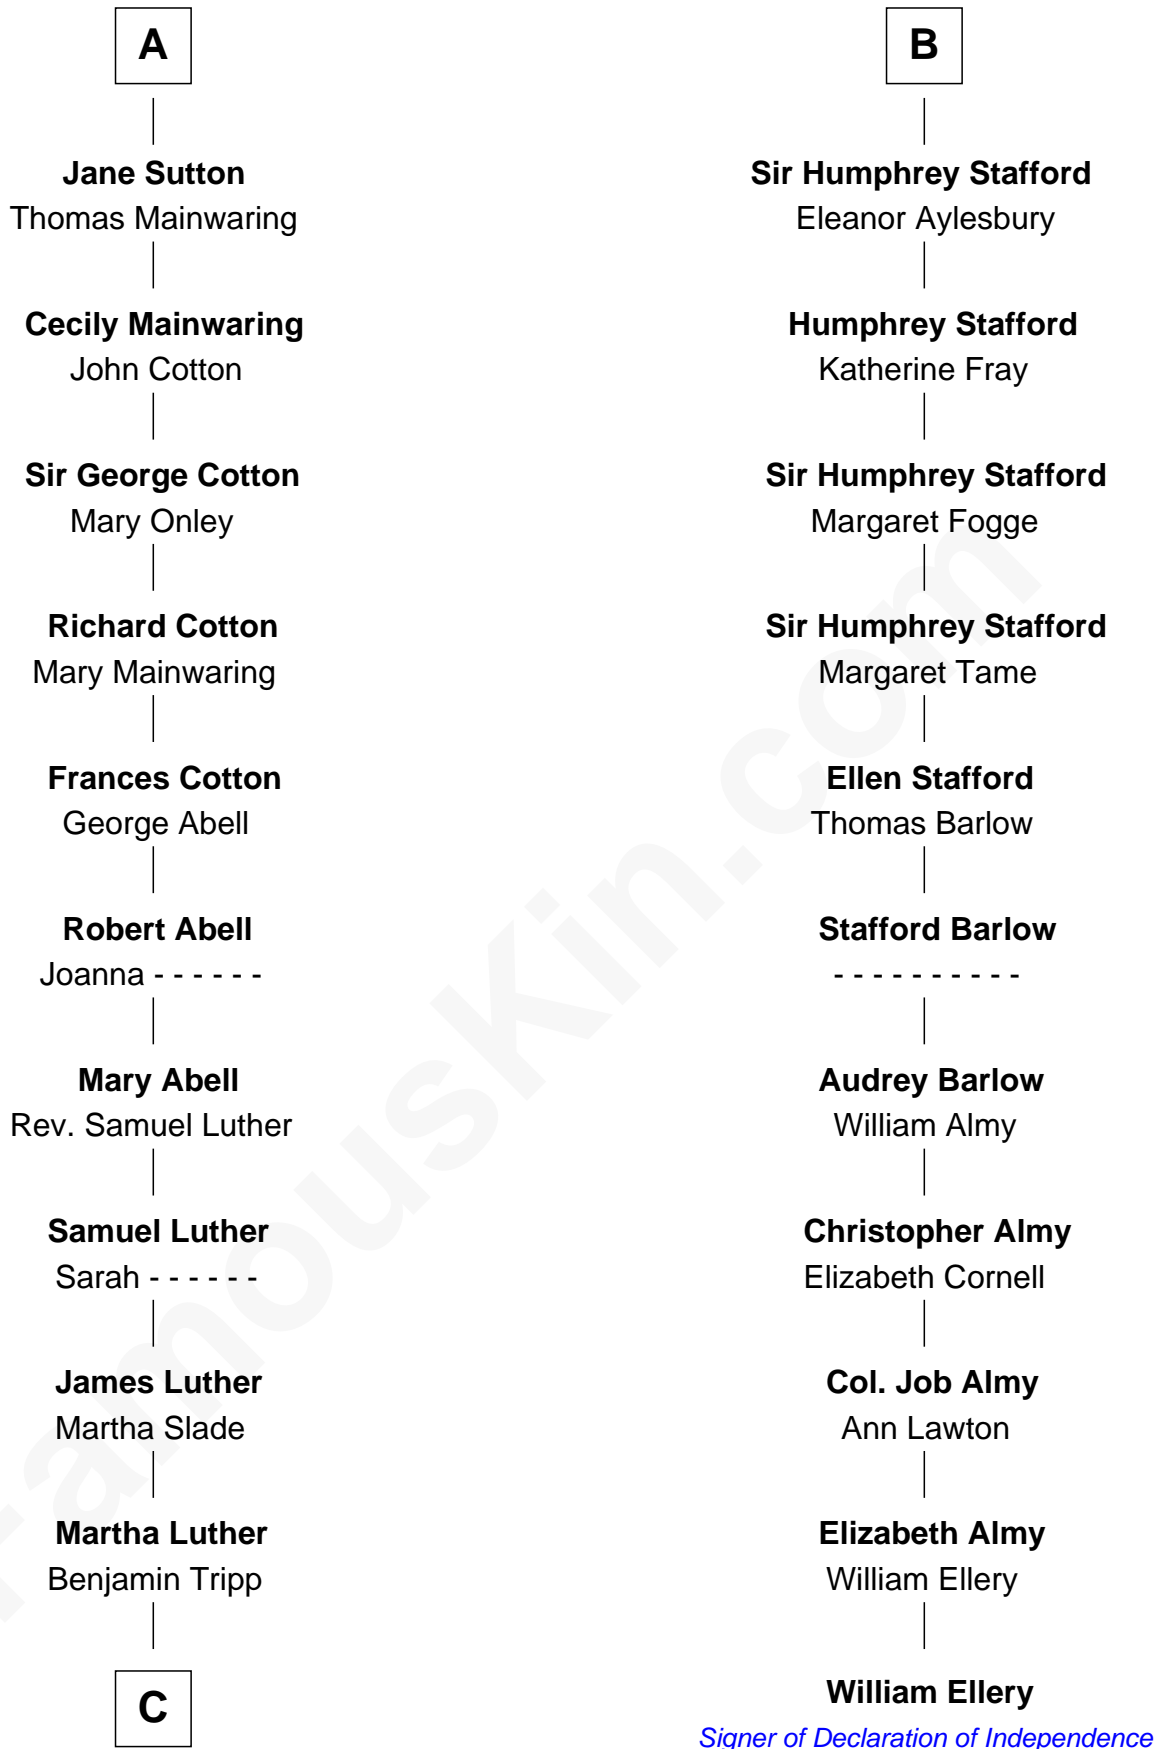 A
Jane Sutton
Thomas Mainwaring
Cecily Mainwaring
John Cotton
Sir George Cotton
Mary Onley
Richard Cotton
Mary Mainwaring
Frances Cotton
George Abell
Robert Abell
Joanna - - - - - -
Mary Abell
Rev. Samuel Luther
Samuel Luther
Sarah - - - - - -
James Luther
Martha Slade
Martha Luther
Benjamin Tripp
C
B
Sir Humphrey Stafford
Eleanor Aylesbury
Humphrey Stafford
Katherine Fray
Sir Humphrey Stafford
Margaret Fogge
Sir Humphrey Stafford
Margaret Tame
Ellen Stafford
Thomas Barlow
Stafford Barlow
- - - - - - - - - -
Audrey Barlow
William Almy
Christopher Almy
Elizabeth Cornell
Col. Job Almy
Ann Lawton
Elizabeth Almy
William Ellery
William Ellery
Signer of Declaration of Independence
FamousKin.com